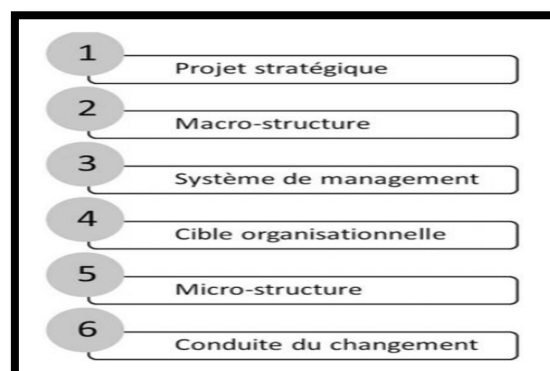 1 Projet stratégique
2 Macro-structure
3 Système de management
4 Cible organisationnelle
5 Micro-structure
6 Conduite du changement